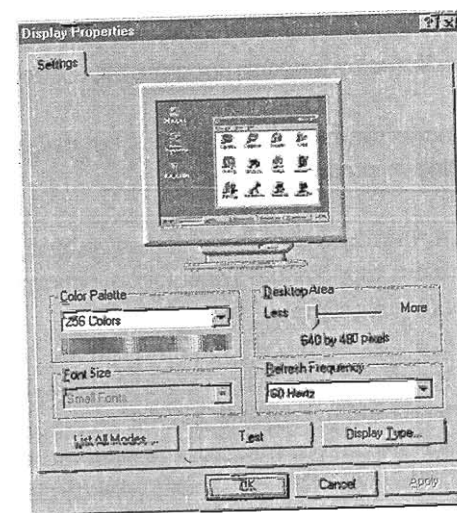 Display Properties
Settings
Color Palette
256 Colors
Desktop Area
Less More
640 by 480 pixels
Font Size
Small Fonts
Refresh Frequency
60 Hertz
List All Modes...
Test
Display Type...
OK
Cancel
Apply